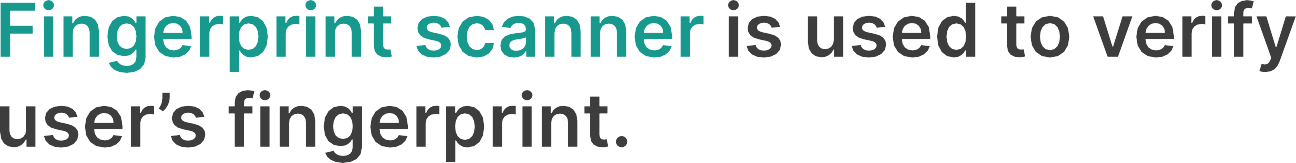 Fingerprint scanner is used to verify
user’s fingerprint.